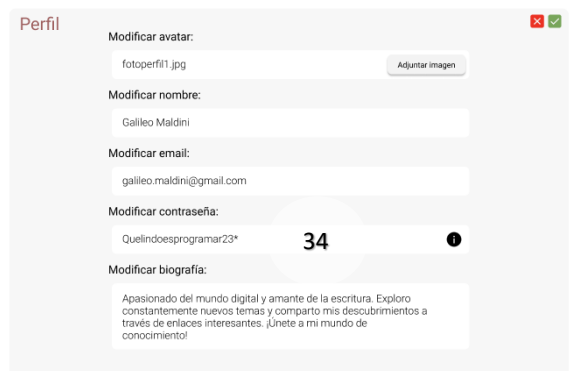 Perfil
Modificar avatar:
fotoperfil1.jpg
Adjuntar imagen
Modificar nombre:
Galileo Maldini
Modificar email:
galileo.maldini@gmail.com
Modificar contraseña:
Quelindoesprogramar23*
34
Modificar biografía:
Apasionado del mundo digital y amante de la escritura. Exploro
constantemente nuevos temas y comparto mis descubrimientos a
través de enlaces interesantes. ¡Únete a mi mundo de
conocimiento!